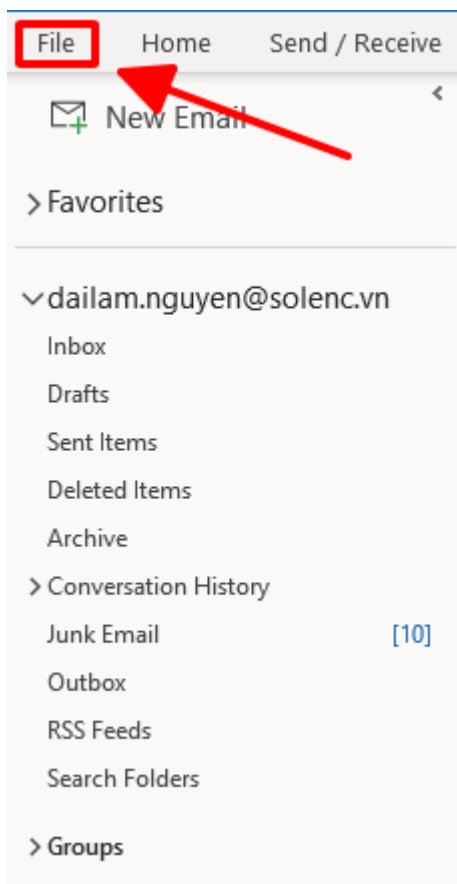 File Home Send / Receive
New Email
Favorites
dailam.nguyen@solenc.vn
Inbox
Drafts
Sent Items
Deleted Items
Archive
Conversation History
Junk Email [10]
Outbox
RSS Feeds
Search Folders
Groups